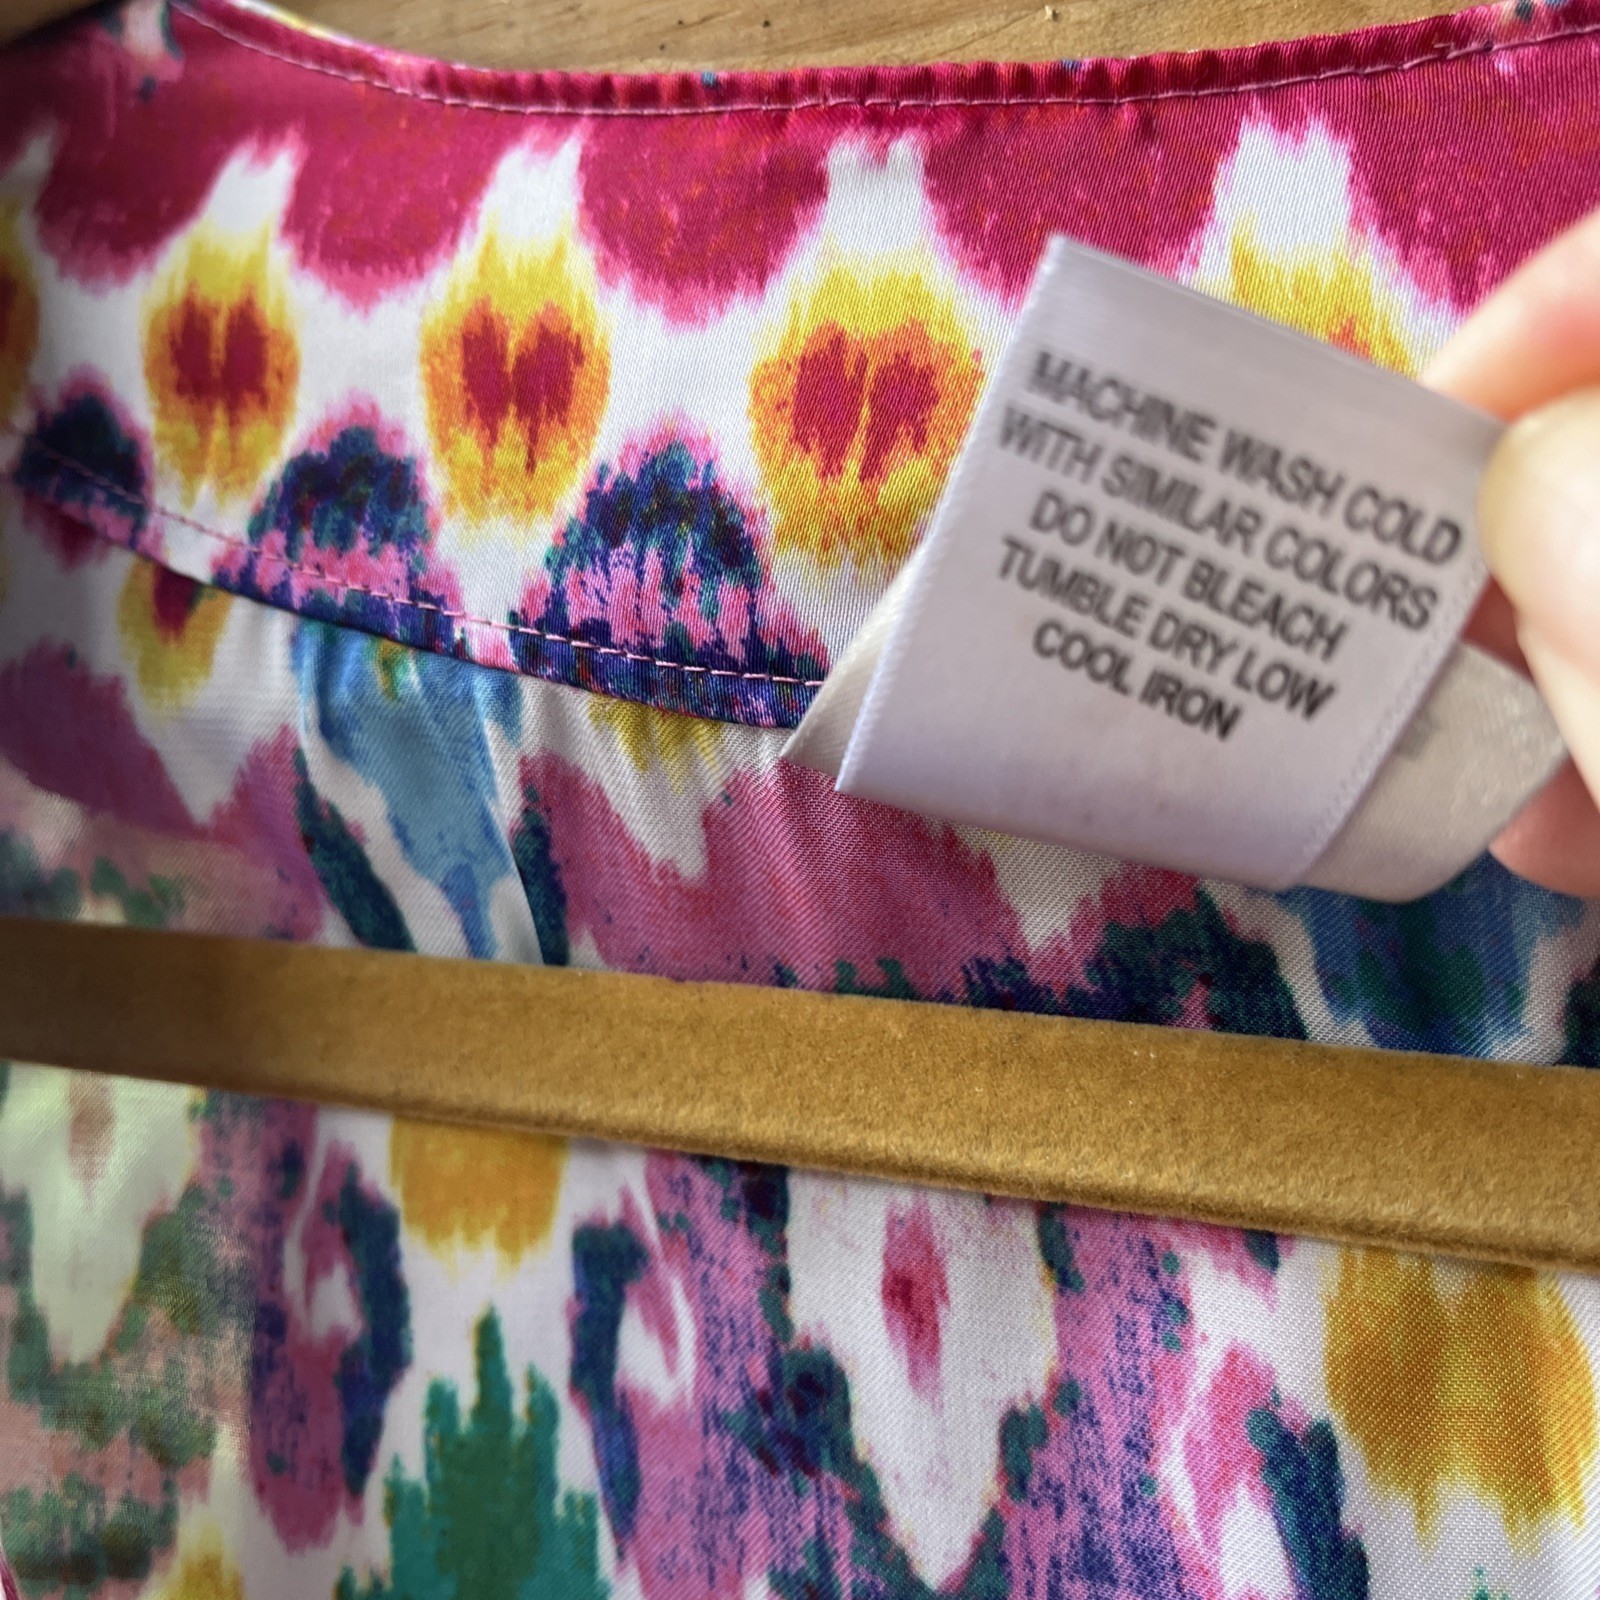 MACHINE WASH COLD
WITH SIMILAR COLORS
DO NOT BLEACH
TUMBLE DRY LOW
COOL IRON